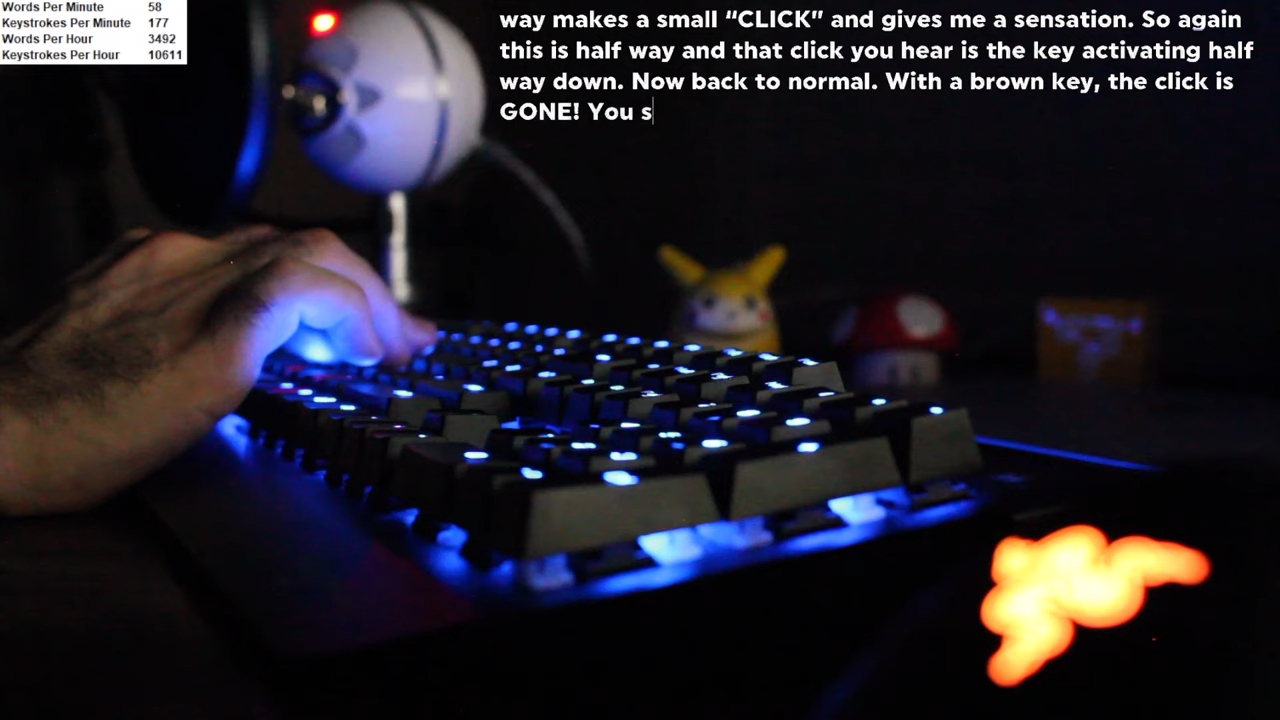 Words Per Minute 58
Keystrokes Per Minute 177
Words Per Hour 3492
Keystrokes Per Hour 10611
way makes a small “CLICK” and gives me a sensation. So again
this is half way and that click you hear is the key activating half
way down. Now back to normal. With a brown key, the click is
GONE! You s